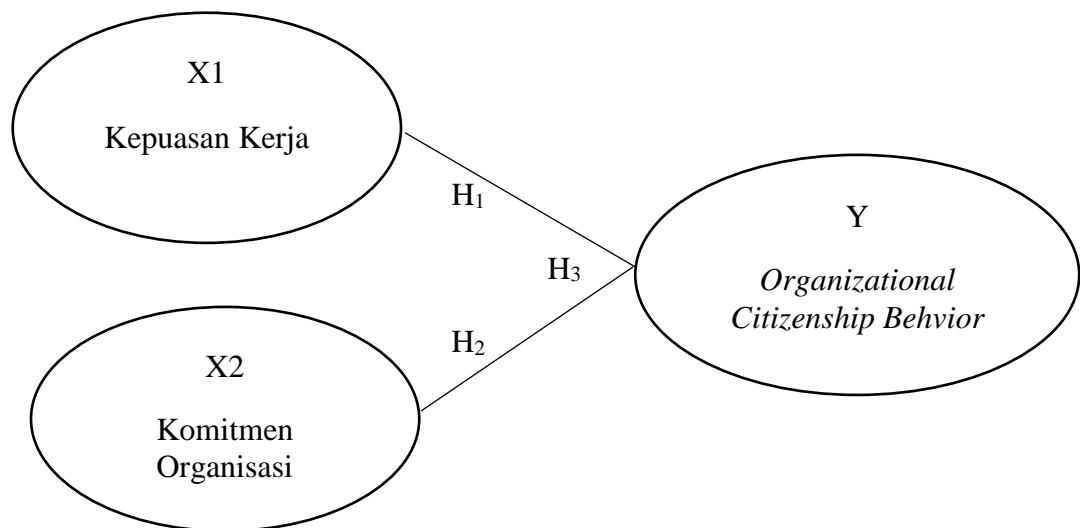 X1
Kepuasan Kerja
H₁
Y
H₃
Organizational
Citizenship Behvior
H₂
X2
Komitmen
Organisasi